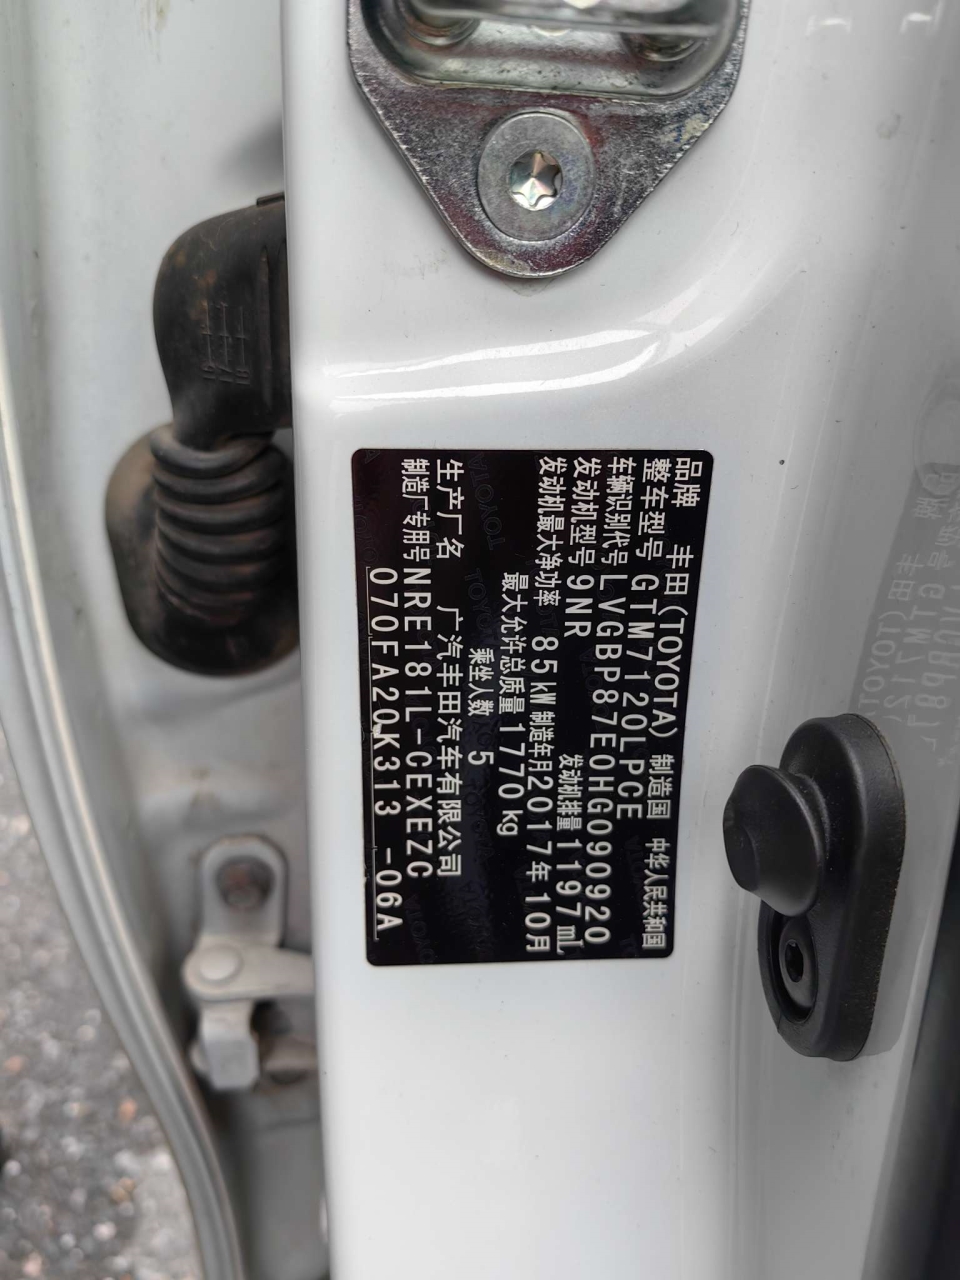 品牌 丰田(TOYOTA) 制造国 中华人民共和国
整车型号 GTM7120LPCE
车辆识别代号 LVGBP87E0HG090920
发动机型号 9NR 发动机排量 1197mL
发动机最大净功率 85kW 制造年月 2017年10月
最大允许总质量 1770kg
乘坐人数 5
生产厂名 广汽丰田汽车有限公司
制造厂专用号 NRE181L-CEXEZC
070FA20K313 -06A